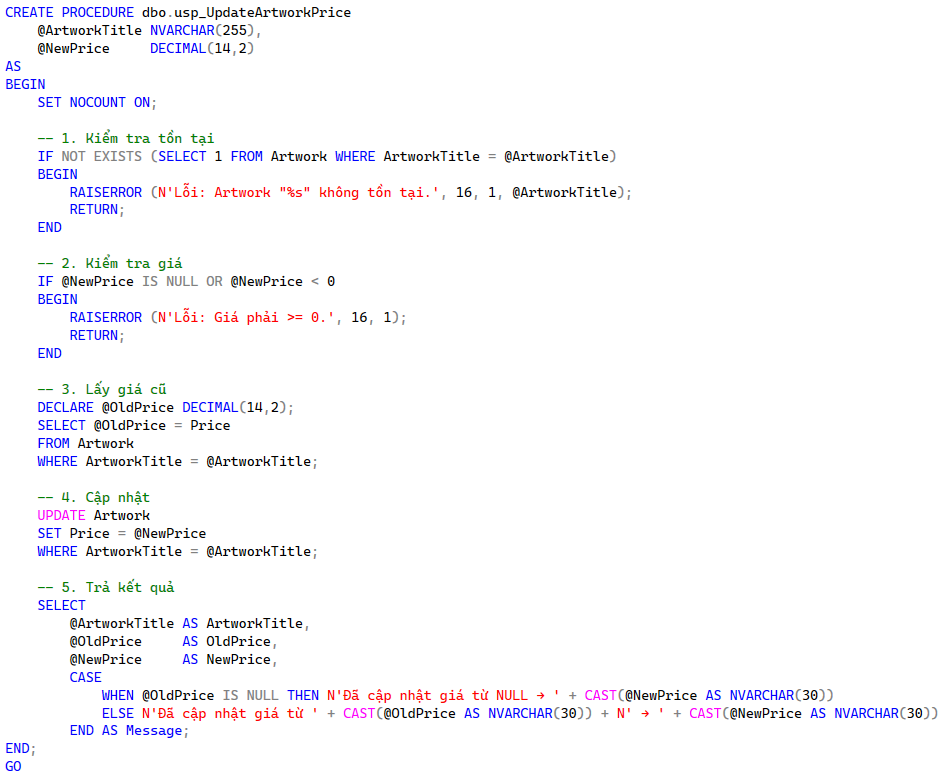 CREATE PROCEDURE dbo.usp_UpdateArtworkPrice
    @ArtworkTitle NVARCHAR(255),
    @NewPrice     DECIMAL(14,2)
AS
BEGIN
    SET NOCOUNT ON;

    -- 1. Kiểm tra tồn tại
    IF NOT EXISTS (SELECT 1 FROM Artwork WHERE ArtworkTitle = @ArtworkTitle)
    BEGIN
        RAISERROR (N'Lỗi: Artwork "%s" không tồn tại.', 16, 1, @ArtworkTitle);
        RETURN;
    END

    -- 2. Kiểm tra giá
    IF @NewPrice IS NULL OR @NewPrice < 0
    BEGIN
        RAISERROR (N'Lỗi: Giá phải >= 0.', 16, 1);
        RETURN;
    END

    -- 3. Lấy giá cũ
    DECLARE @OldPrice DECIMAL(14,2);
    SELECT @OldPrice = Price
    FROM Artwork
    WHERE ArtworkTitle = @ArtworkTitle;

    -- 4. Cập nhật
    UPDATE Artwork
    SET Price = @NewPrice
    WHERE ArtworkTitle = @ArtworkTitle;

    -- 5. Trả kết quả
    SELECT
        @ArtworkTitle AS ArtworkTitle,
        @OldPrice     AS OldPrice,
        @NewPrice     AS NewPrice,
        CASE
            WHEN @OldPrice IS NULL THEN N'Đã cập nhật giá từ NULL → ' + CAST(@NewPrice AS NVARCHAR(30))
            ELSE N'Đã cập nhật giá từ ' + CAST(@OldPrice AS NVARCHAR(30)) + N' → ' + CAST(@NewPrice AS NVARCHAR(30))
        END AS Message;
END;
GO